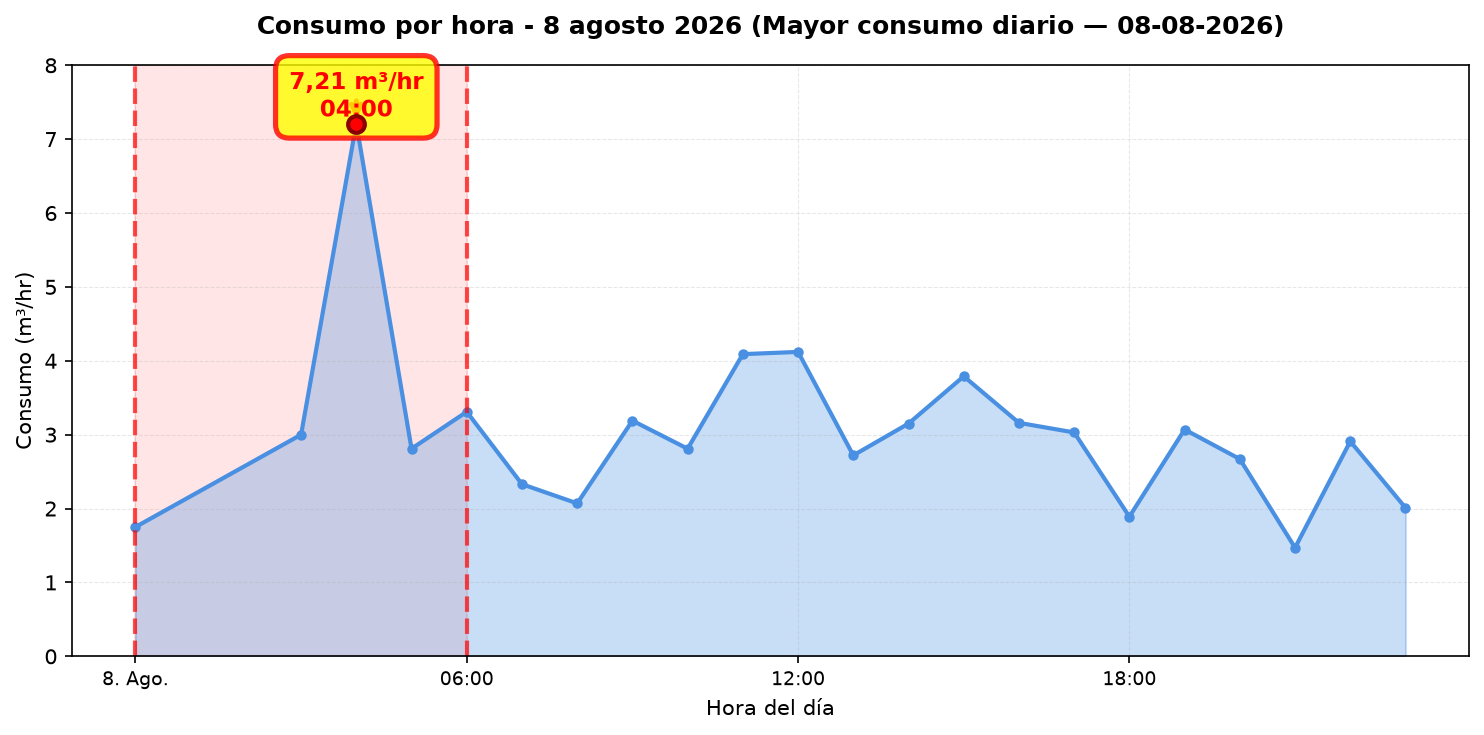 Consumo por hora - 8 agosto 2026 (Mayor consumo diario — 08-08-2026)
7,21 m³/hr
04:00
Consumo (m³/hr)
8
7
6
5
4
3
2
1
0
8. Ago.
06:00
12:00
18:00
Hora del día